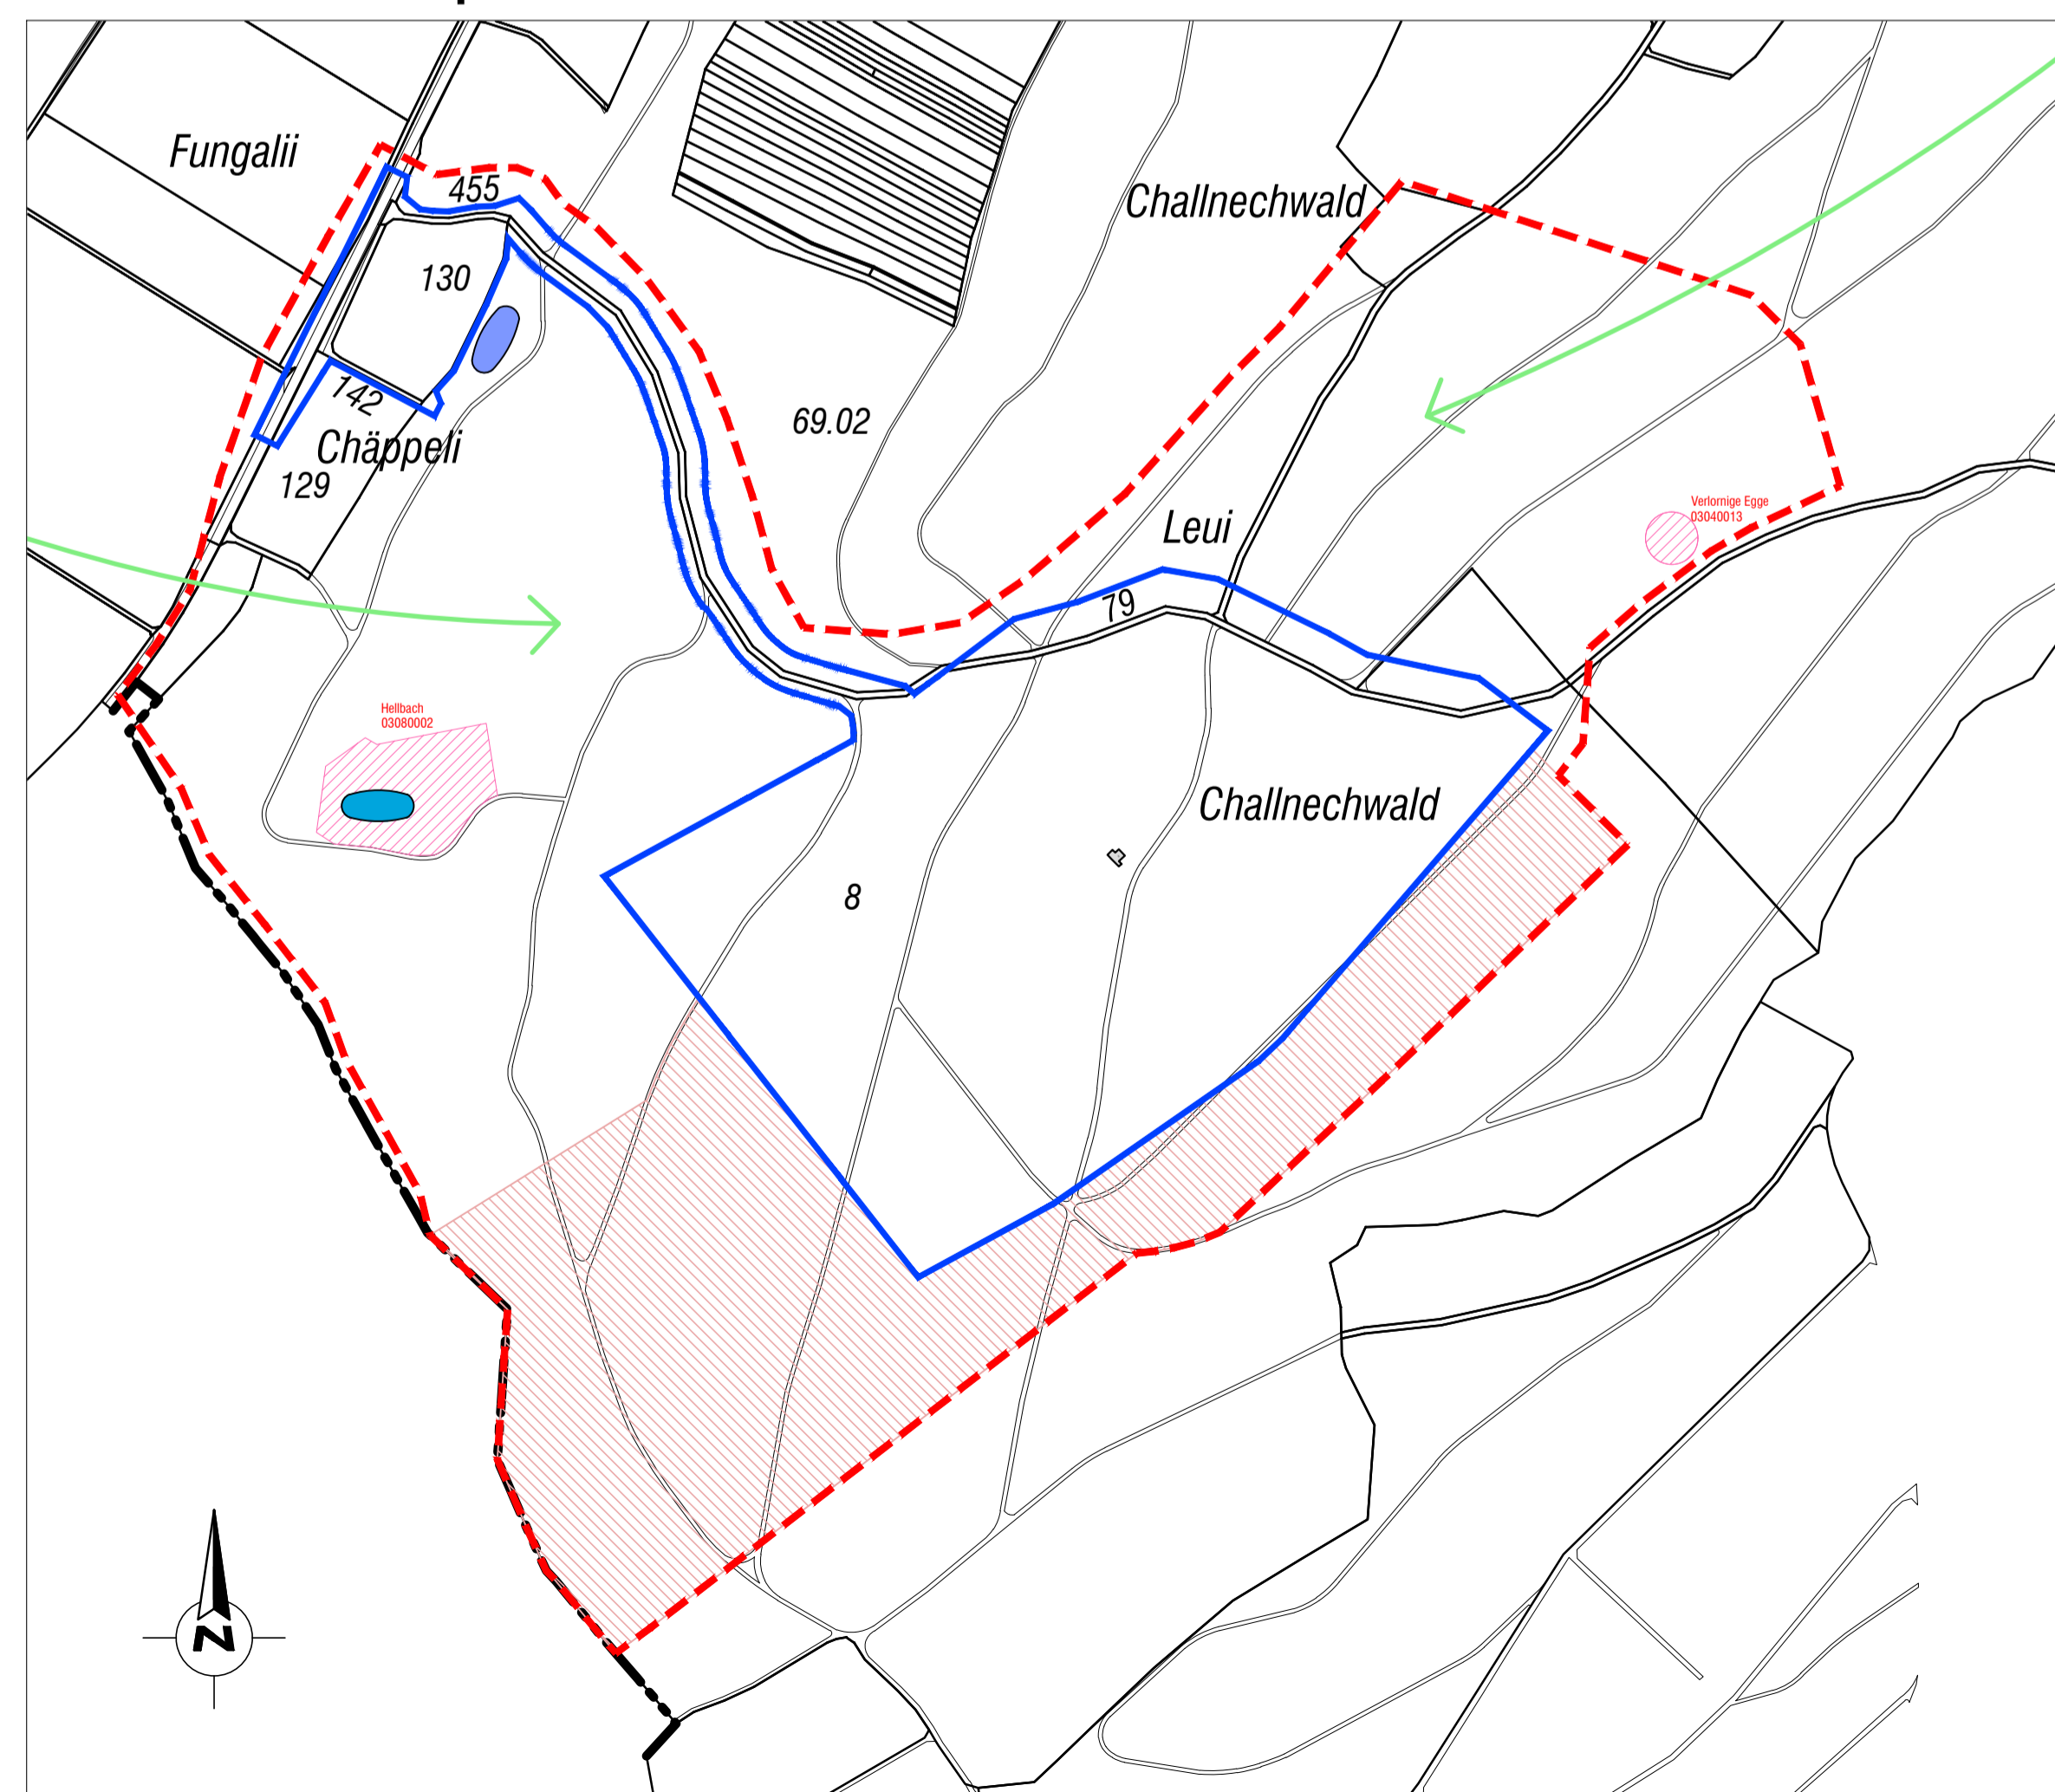 Fungalii
455
Challnechwald
130
142
69.02
Chäppeli
129
Leui
Verlornige Egge
03040013
79
Hellbach
03080002
Challnechwald
8
N